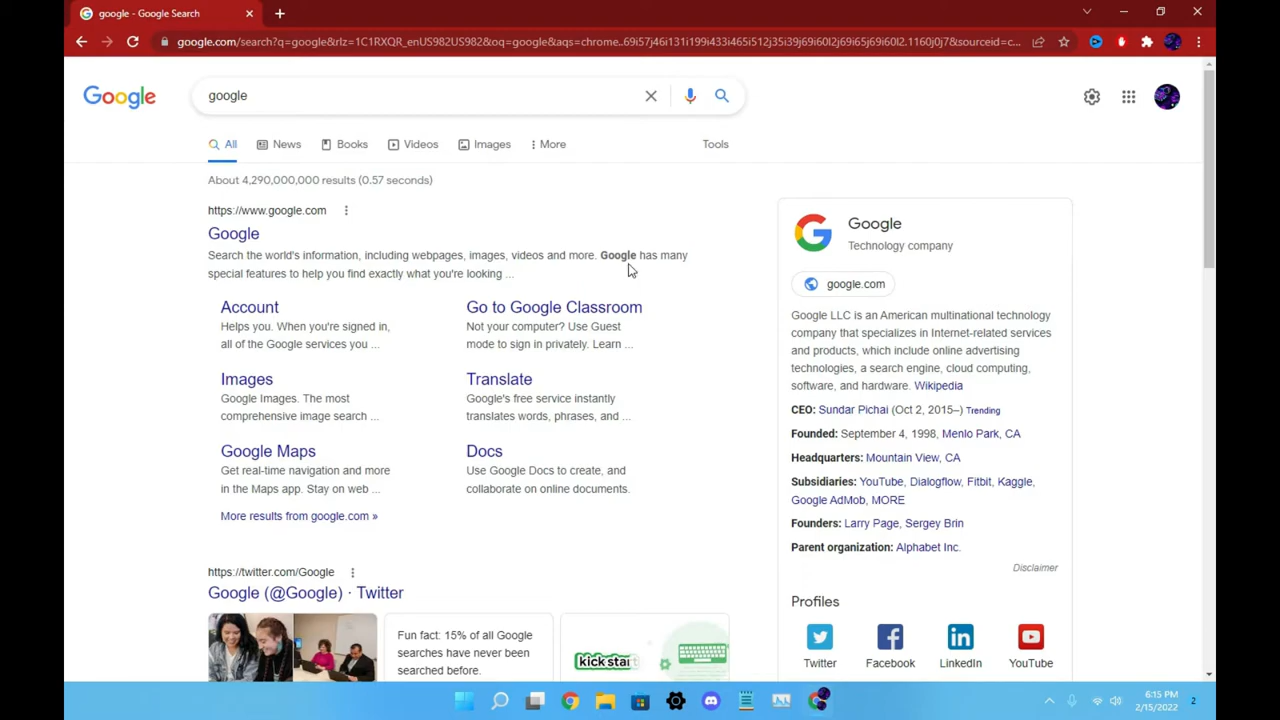 google - Google Search
google.com/search?q=google&rlz=1C1RXQR_enUS982US982&oq=google&aqs=chrome..69i57j46i131i199i433i465i512j35i39j69i60l2j69i65j69i60l2.1160j0j7&sourceid=c...
Google
google
All
News
Books
Videos
Images
More
Tools
About 4,290,000,000 results (0.57 seconds)
https://www.google.com
Google
Search the world's information, including webpages, images, videos and more. Google has many
special features to help you find exactly what you're looking ...
Account
Helps you. When you're signed in,
all of the Google services you ...
Go to Google Classroom
Not your computer? Use Guest
mode to sign in privately. Learn ...
Images
Google Images. The most
comprehensive image search ...
Translate
Google's free service instantly
translates words, phrases, and ...
Google Maps
Get real-time navigation and more
in the Maps app. Stay on web ...
Docs
Use Google Docs to create, and
collaborate on online documents.
More results from google.com »
https://twitter.com/Google
Google (@Google) · Twitter
Fun fact: 15% of all Google
searches have never been
searched before.
kick start
Google
Technology company
google.com
Google LLC is an American multinational technology
company that specializes in Internet-related services
and products, which include online advertising
technologies, a search engine, cloud computing,
software, and hardware. Wikipedia
CEO: Sundar Pichai (Oct 2, 2015–) Trending
Founded: September 4, 1998, Menlo Park, CA
Headquarters: Mountain View, CA
Subsidiaries: YouTube, Dialogflow, Fitbit, Kaggle,
Google AdMob, MORE
Founders: Larry Page, Sergey Brin
Parent organization: Alphabet Inc.
Disclaimer
Profiles
Twitter
Facebook
LinkedIn
YouTube
6:15 PM
2/15/2022
2